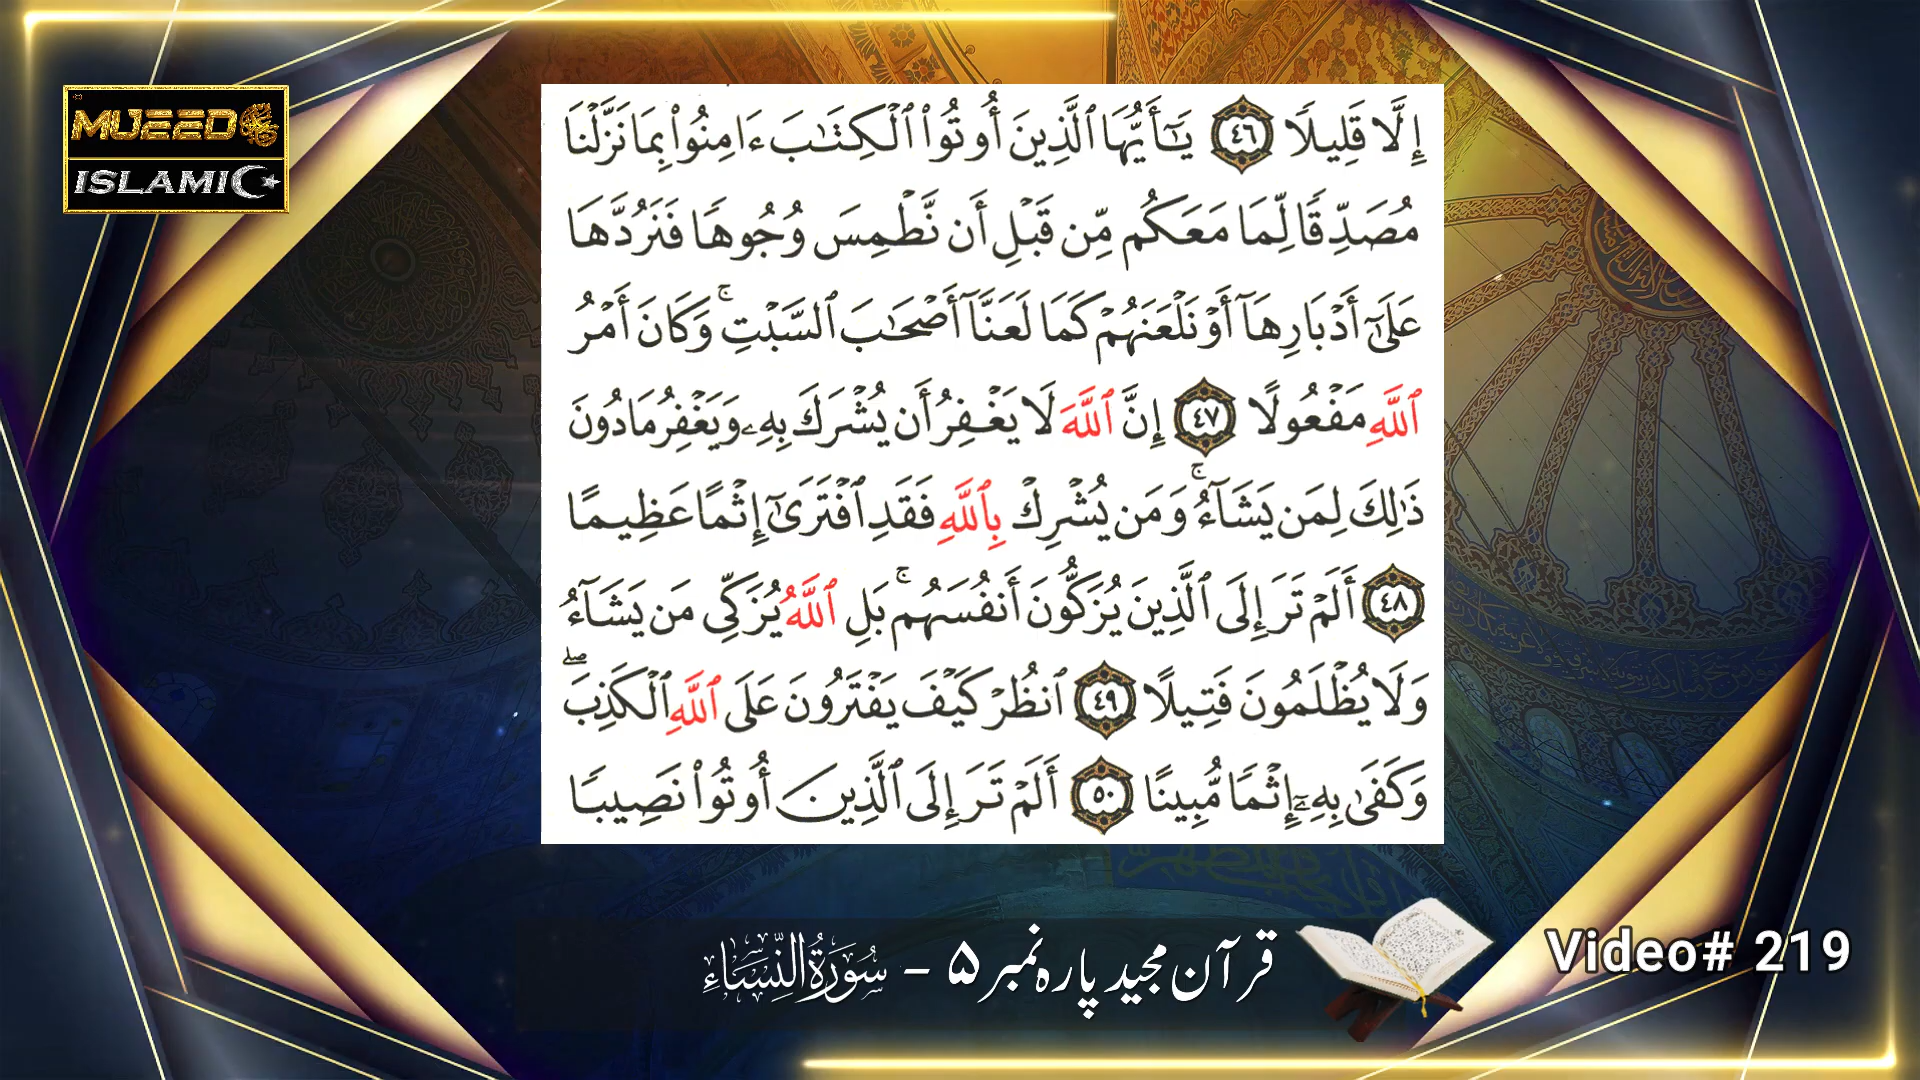 MUEED
ISLAMIC
إِلَّا قَلِيلًا ٤٦ يَٰٓأَيُّهَا ٱلَّذِينَ أُوتُوا۟ ٱلْكِتَٰبَ ءَامِنُوا۟ بِمَا نَزَّلْنَا
مُصَدِّقًا لِّمَا مَعَكُم مِّن قَبْلِ أَن نَّطْمِسَ وُجُوهًا فَنَرُدَّهَا
عَلَىٰٓ أَدْبَارِهَآ أَوْ نَلْعَنَهُمْ كَمَا لَعَنَّآ أَصْحَٰبَ ٱلسَّبْتِ ۚ وَكَانَ أَمْرُ
ٱللَّهِ مَفْعُولًا ٤٧ إِنَّ ٱللَّهَ لَا يَغْفِرُ أَن يُشْرَكَ بِهِۦ وَيَغْفِرُ مَا دُونَ
ذَٰلِكَ لِمَن يَشَآءُ ۚ وَمَن يُشْرِكْ بِٱللَّهِ فَقَدِ ٱفْتَرَىٰٓ إِثْمًا عَظِيمًا
٤٨ أَلَمْ تَرَ إِلَى ٱلَّذِينَ يُزَكُّونَ أَنفُسَهُم ۚ بَلِ ٱللَّهُ يُزَكِّى مَن يَشَآءُ
وَلَا يُظْلَمُونَ فَتِيلًا ٤٩ ٱنظُرْ كَيْفَ يَفْتَرُونَ عَلَى ٱللَّهِ ٱلْكَذِبَ ۖ
وَكَفَىٰ بِهِۦٓ إِثْمًا مُّبِينًا ٥٠ أَلَمْ تَرَ إِلَى ٱلَّذِينَ أُوتُوا۟ نَصِيبًا
قرآن مجید پارہ نمبر ۵ - سُورَةُ النِّسَاء
Video# 219